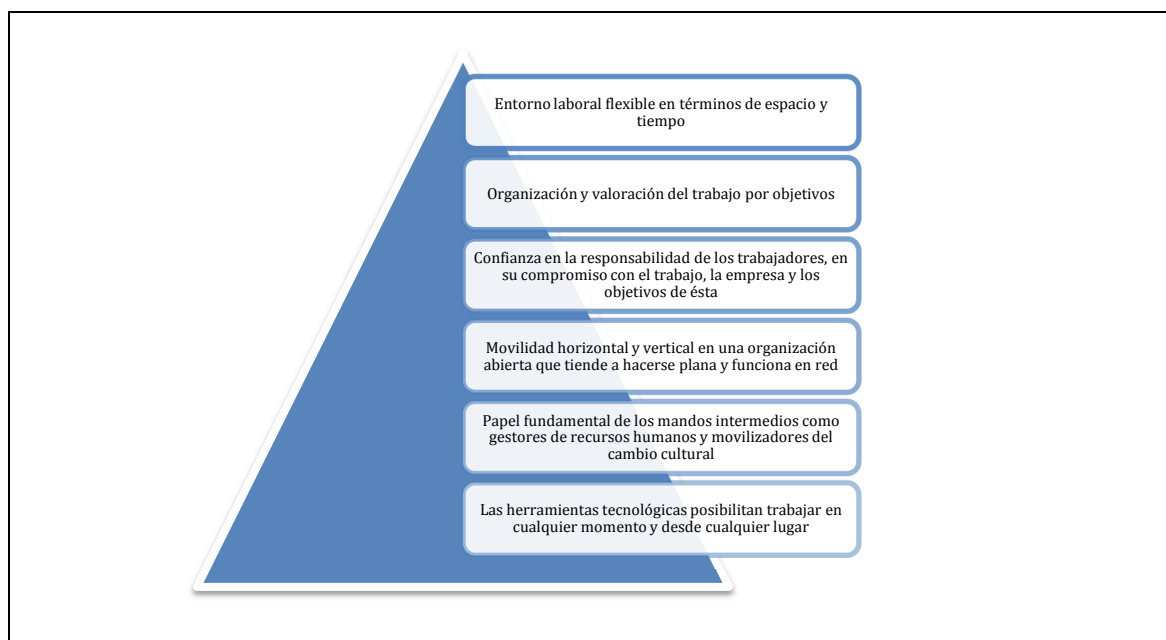 Entorno laboral flexible en términos de espacio y
tiempo
Organización y valoración del trabajo por objetivos
Confianza en la responsabilidad de los trabajadores, en
su compromiso con el trabajo, la empresa y los
objetivos de ésta
Movilidad horizontal y vertical en una organización
abierta que tiende a hacerse plana y funciona en red
Papel fundamental de los mandos intermedios como
gestores de recursos humanos y movilizadores del
cambio cultural
Las herramientas tecnológicas posibilitan trabajar en
cualquier momento y desde cualquier lugar